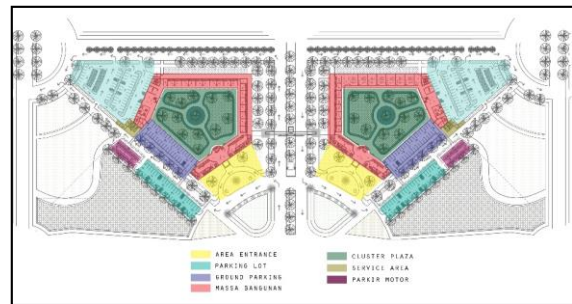 AREA ENTRANCE
PARKING LOT
GROUND PARKING
MASSA BANGUNAN
CLUSTER PLAZA
SERVICE AREA
PARKIR MOTOR